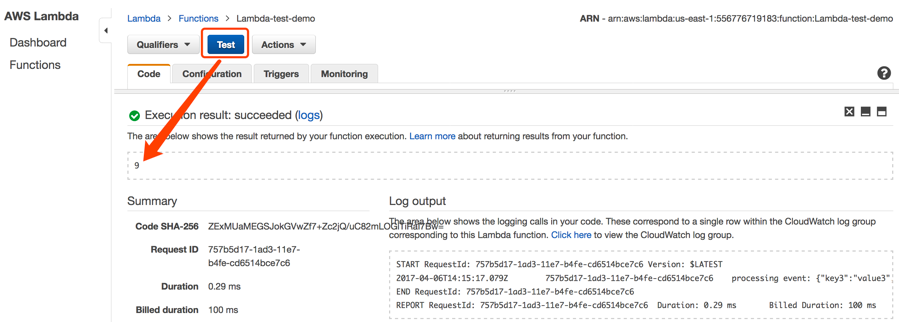 AWS Lambda
Dashboard
Functions
Lambda > Functions > Lambda-test-demo
ARN - arn:aws:lambda:us-east-1:556776719183:function:Lambda-test-demo
Qualifiers Test Actions
Code Configuration Triggers Monitoring
?
Execution result: succeeded (logs)
The area below shows the result returned by your function execution. Learn more about returning results from your function.
9
Summary
Code SHA-256 ZExMUaMEGSJokGVwZf7+Zc2jQ/uC82mLOGiTiRal7Bw=
Request ID 757b5d17-1ad3-11e7-
b4fe-cd6514bce7c6
Duration 0.29 ms
Billed duration 100 ms
Log output
The area below shows the logging calls in your code. These correspond to a single row within the CloudWatch log group
corresponding to this Lambda function. Click here to view the CloudWatch log group.
START RequestId: 757b5d17-1ad3-11e7-b4fe-cd6514bce7c6 Version: $LATEST
2017-04-06T14:15:17.079Z 757b5d17-1ad3-11e7-b4fe-cd6514bce7c6 processing event: {"key3":"value3"
END RequestId: 757b5d17-1ad3-11e7-b4fe-cd6514bce7c6
REPORT RequestId: 757b5d17-1ad3-11e7-b4fe-cd6514bce7c6 Duration: 0.29 ms Billed Duration: 100 ms